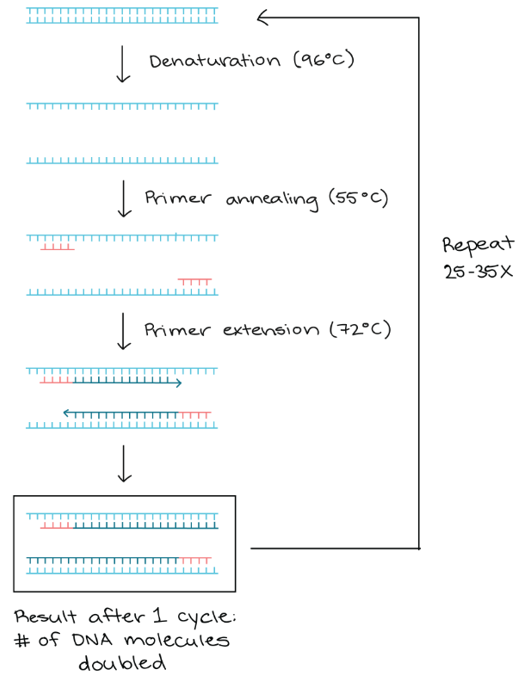 Denaturation (96°C)
Primer annealing (55°C)
Repeat
25-35X
Primer extension (72°C)
Result after 1 cycle:
# of DNA molecules
doubled